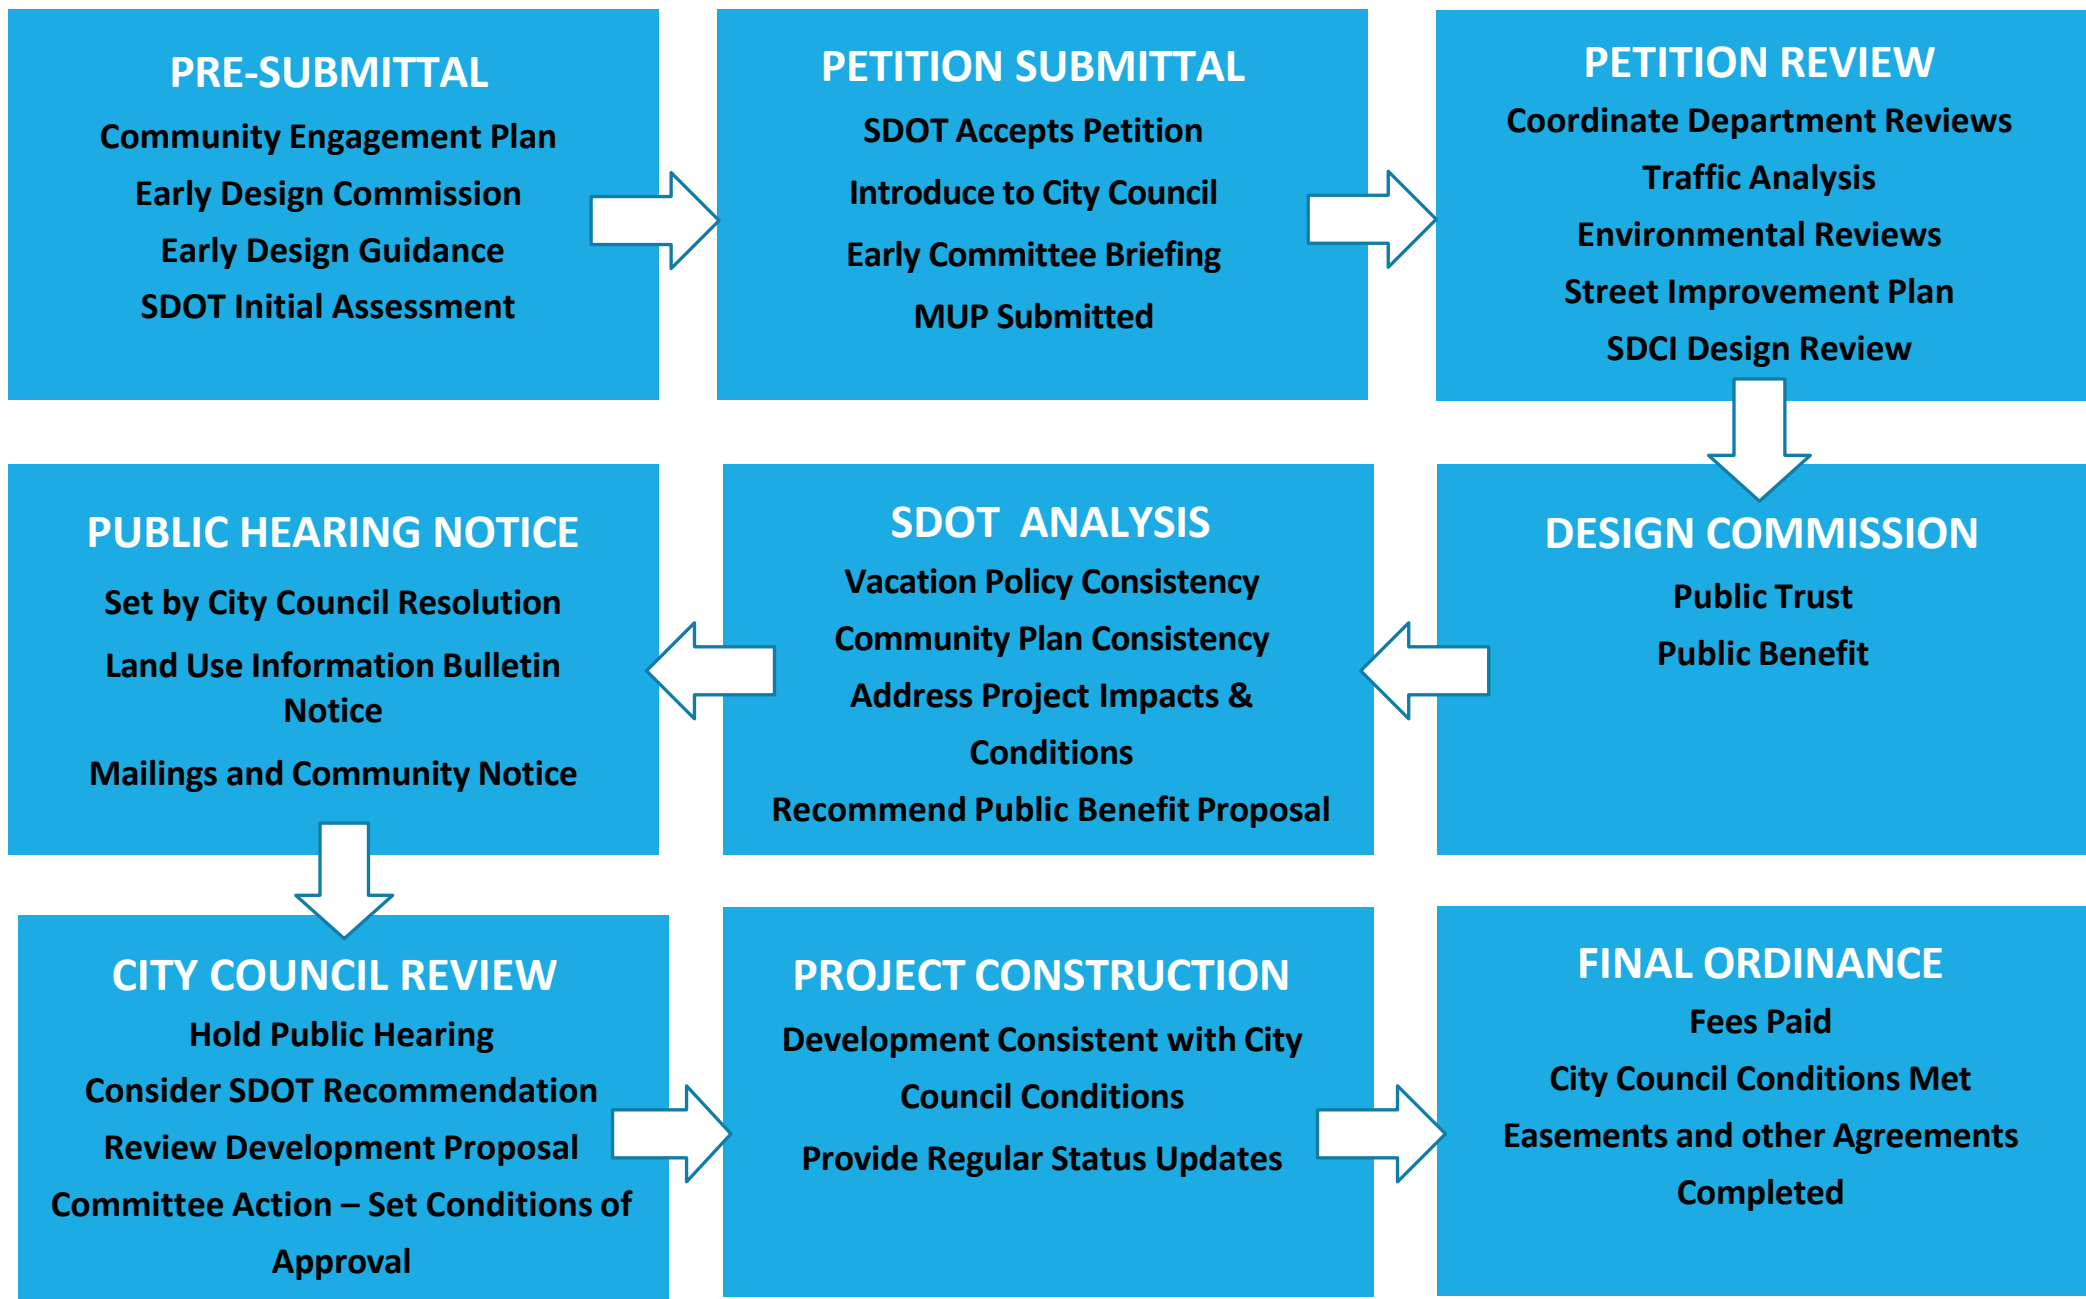 PRE-SUBMITTAL
Community Engagement Plan
Early Design Commission
Early Design Guidance
SDOT Initial Assessment
PETITION SUBMITTAL
SDOT Accepts Petition
Introduce to City Council
Early Committee Briefing
MUP Submitted
PETITION REVIEW
Coordinate Department Reviews
Traffic Analysis
Environmental Reviews
Street Improvement Plan
SDCI Design Review
DESIGN COMMISSION
Public Trust
Public Benefit
SDOT ANALYSIS
Vacation Policy Consistency
Community Plan Consistency
Address Project Impacts &
Conditions
Recommend Public Benefit Proposal
PUBLIC HEARING NOTICE
Set by City Council Resolution
Land Use Information Bulletin
Notice
Mailings and Community Notice
CITY COUNCIL REVIEW
Hold Public Hearing
Consider SDOT Recommendation
Review Development Proposal
Committee Action – Set Conditions of
Approval
PROJECT CONSTRUCTION
Development Consistent with City
Council Conditions
Provide Regular Status Updates
FINAL ORDINANCE
Fees Paid
City Council Conditions Met
Easements and other Agreements
Completed